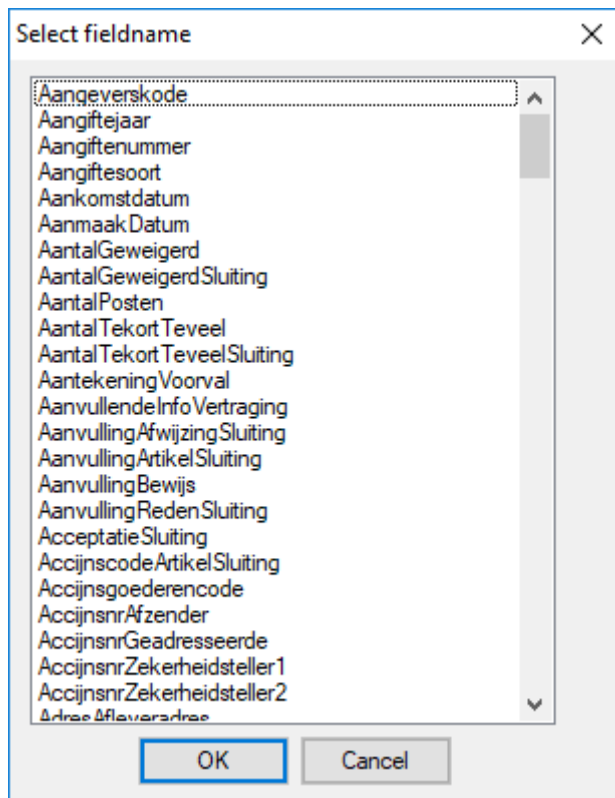 Select fieldname
Aangeverskode
Aangiftejaar
Aangiftenummer
Aangiftesoort
Aankomstdatum
AanmaakDatum
AantalGeweigerd
AantalGeweigerdSluiting
AantalPosten
AantalTekortTeveel
AantalTekortTeveelSluiting
AantekeningVoorval
AanvullendeInfoVertraging
AanvullingAfwijzingSluiting
AanvullingArtikelSluiting
AanvullingBewijs
AanvullingRedenSluiting
AcceptatieSluiting
AccijnscodeArtikelSluiting
Accijnsgoederencode
AccijnsnrAfzender
AccijnsnrGeadresseerde
AccijnsnrZekerheidsteller1
AccijnsnrZekerheidsteller2
AdresAfleveradres
OK
Cancel